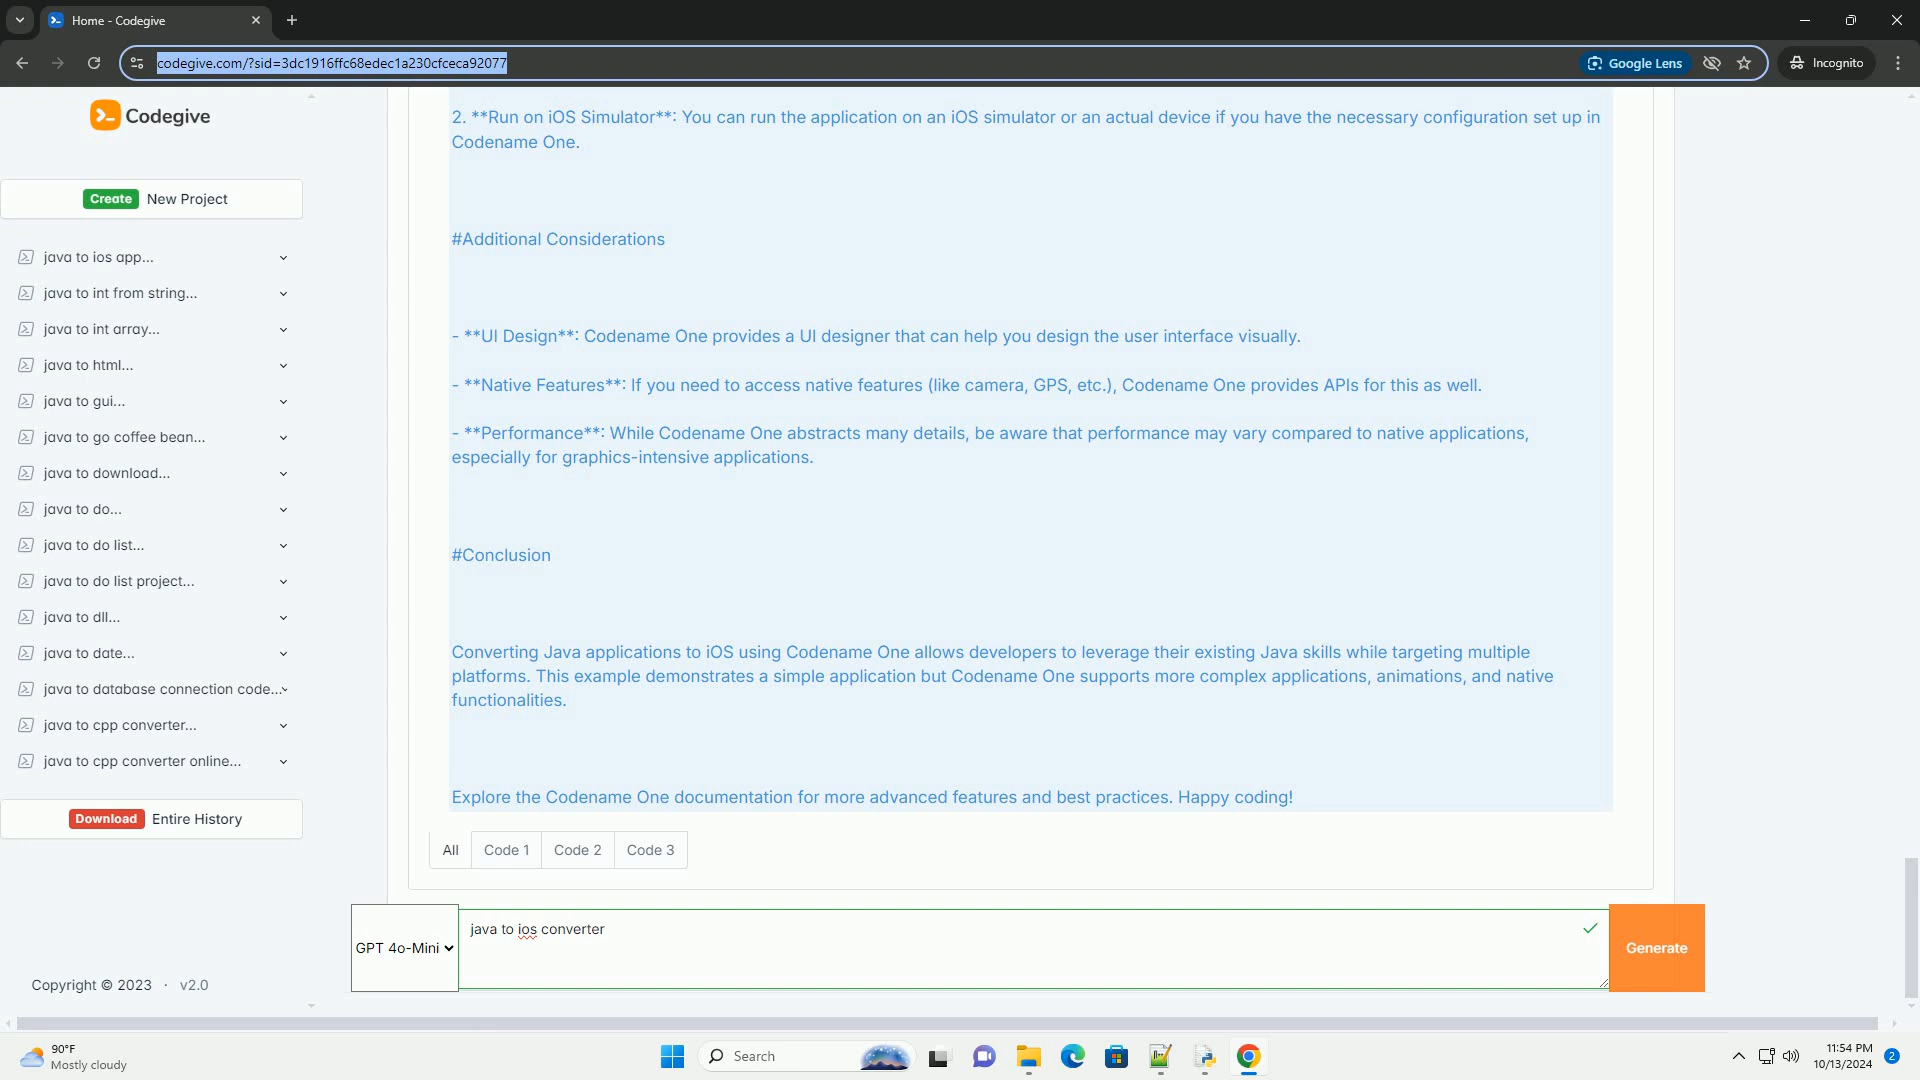 Home - Codegive
codegive.com/?sid=3dc1916ffc68edec1a230cfceca92077
Google Lens
Incognito
Codegive
Create New Project
java to ios app...
java to int from string...
java to int array...
java to html...
java to gui...
java to go coffee bean...
java to download...
java to do...
java to do list...
java to do list project...
java to dll...
java to date...
java to database connection code...
java to cpp converter...
java to cpp converter online...
Download Entire History
Copyright © 2023 · v2.0
2. **Run on iOS Simulator**: You can run the application on an iOS simulator or an actual device if you have the necessary configuration set up in
Codename One.
#Additional Considerations
- **UI Design**: Codename One provides a UI designer that can help you design the user interface visually.
- **Native Features**: If you need to access native features (like camera, GPS, etc.), Codename One provides APIs for this as well.
- **Performance**: While Codename One abstracts many details, be aware that performance may vary compared to native applications,
especially for graphics-intensive applications.
#Conclusion
Converting Java applications to iOS using Codename One allows developers to leverage their existing Java skills while targeting multiple
platforms. This example demonstrates a simple application but Codename One supports more complex applications, animations, and native
functionalities.
Explore the Codename One documentation for more advanced features and best practices. Happy coding!
All Code 1 Code 2 Code 3
GPT 4o-Mini
java to ios converter
Generate
90°F
Mostly cloudy
Search
11:54 PM
10/13/2024
2